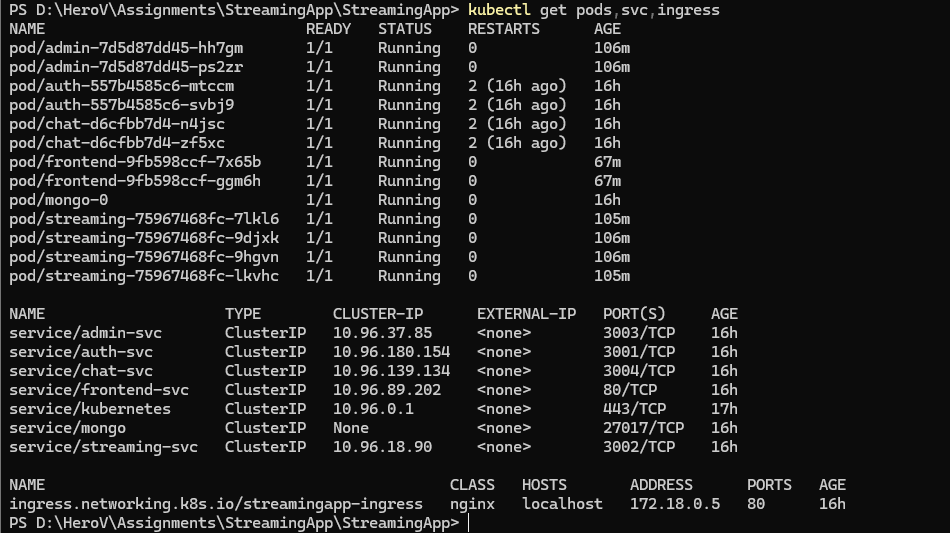 PS D:\HeroV\Assignments\StreamingApp\StreamingApp> kubectl get pods,svc,ingress
NAME READY STATUS RESTARTS AGE
pod/admin-7d5d87dd45-hh7gm 1/1 Running 0 106m
pod/admin-7d5d87dd45-ps2zr 1/1 Running 0 106m
pod/auth-557b4585c6-mtccm 1/1 Running 2 (16h ago) 16h
pod/auth-557b4585c6-svbj9 1/1 Running 2 (16h ago) 16h
pod/chat-d6cfbb7d4-n4jsc 1/1 Running 2 (16h ago) 16h
pod/chat-d6cfbb7d4-zf5xc 1/1 Running 2 (16h ago) 16h
pod/frontend-9fb598ccf-7x65b 1/1 Running 0 67m
pod/frontend-9fb598ccf-ggm6h 1/1 Running 0 67m
pod/mongo-0 1/1 Running 0 16h
pod/streaming-75967468fc-7lkl6 1/1 Running 0 105m
pod/streaming-75967468fc-9djxk 1/1 Running 0 106m
pod/streaming-75967468fc-9hgvn 1/1 Running 0 106m
pod/streaming-75967468fc-lkvhc 1/1 Running 0 105m
NAME TYPE CLUSTER-IP EXTERNAL-IP PORT(S) AGE
service/admin-svc ClusterIP 10.96.37.85 <none> 3003/TCP 16h
service/auth-svc ClusterIP 10.96.180.154 <none> 3001/TCP 16h
service/chat-svc ClusterIP 10.96.139.134 <none> 3004/TCP 16h
service/frontend-svc ClusterIP 10.96.89.202 <none> 80/TCP 16h
service/kubernetes ClusterIP 10.96.0.1 <none> 443/TCP 17h
service/mongo ClusterIP None <none> 27017/TCP 16h
service/streaming-svc ClusterIP 10.96.18.90 <none> 3002/TCP 16h
NAME CLASS HOSTS ADDRESS PORTS AGE
ingress.networking.k8s.io/streamingapp-ingress nginx localhost 172.18.0.5 80 16h
PS D:\HeroV\Assignments\StreamingApp\StreamingApp>